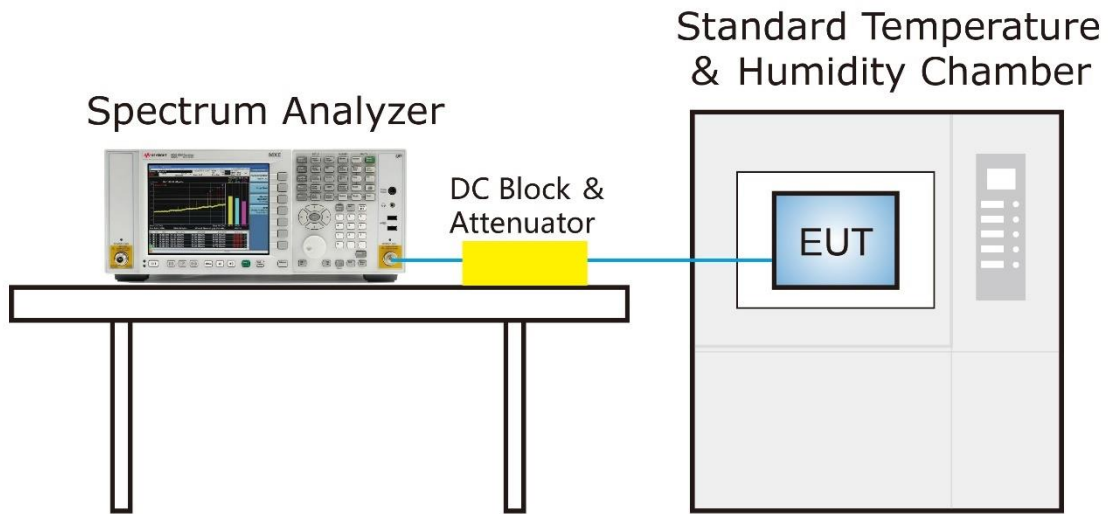 Standard Temperature
& Humidity Chamber
Spectrum Analyzer
DC Block &
Attenuator
EUT